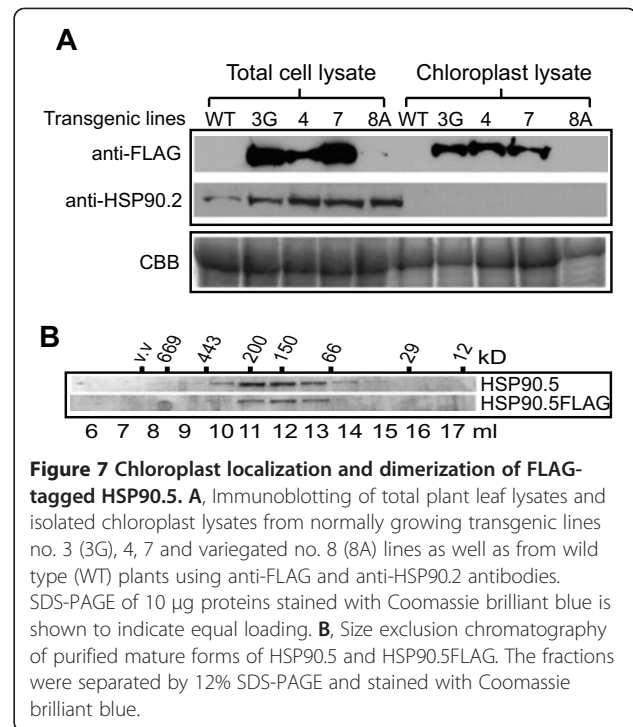 A
Total cell lysate Chloroplast lysate
Transgenic lines WT 3G 4 7 8A WT 3G 4 7 8A
anti-FLAG
anti-HSP90.2
CBB
B
v.v 669 443 200 150 66 29 12 kD
HSP90.5
HSP90.5FLAG
6 7 8 9 10 11 12 13 14 15 16 17 ml
Figure 7 Chloroplast localization and dimerization of FLAG-
tagged HSP90.5. A, Immunoblotting of total plant leaf lysates and
isolated chloroplast lysates from normally growing transgenic lines
no. 3 (3G), 4, 7 and variegated no. 8 (8A) lines as well as from wild
type (WT) plants using anti-FLAG and anti-HSP90.2 antibodies.
SDS-PAGE of 10 μg proteins stained with Coomassie brilliant blue is
shown to indicate equal loading. B, Size exclusion chromatography
of purified mature forms of HSP90.5 and HSP90.5FLAG. The fractions
were separated by 12% SDS-PAGE and stained with Coomassie
brilliant blue.